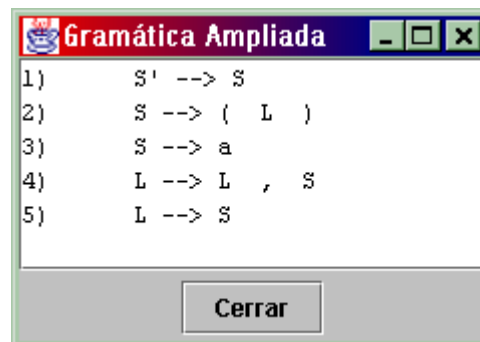 Gramática Ampliada
1) S' --> S
2) S --> ( L )
3) S --> a
4) L --> L , S
5) L --> S
Cerrar